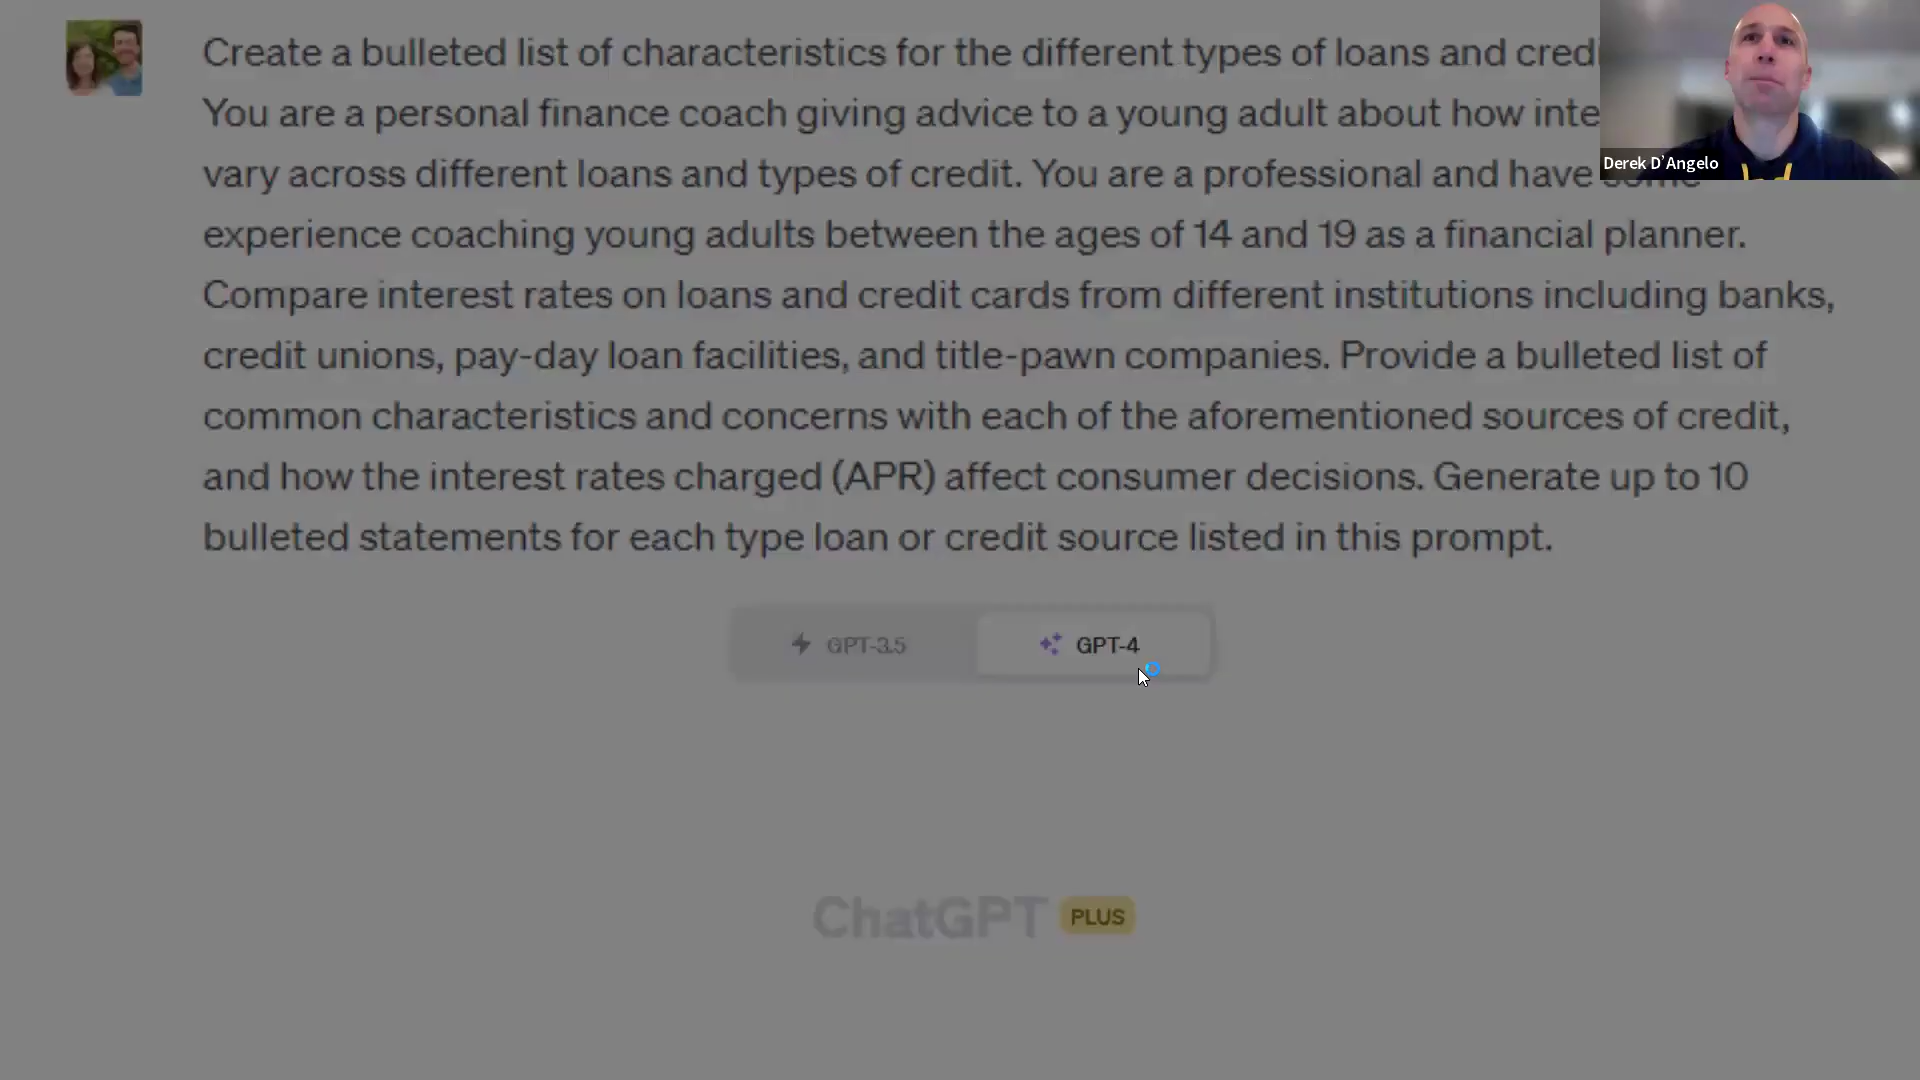 Create a bulleted list of characteristics for the different types of loans and credi
You are a personal finance coach giving advice to a young adult about how inte
vary across different loans and types of credit. You are a professional and have some
experience coaching young adults between the ages of 14 and 19 as a financial planner.
Compare interest rates on loans and credit cards from different institutions including banks,
credit unions, pay-day loan facilities, and title-pawn companies. Provide a bulleted list of
common characteristics and concerns with each of the aforementioned sources of credit,
and how the interest rates charged (APR) affect consumer decisions. Generate up to 10
bulleted statements for each type loan or credit source listed in this prompt.
Derek D'Angelo
GPT-3.5
GPT-4
ChatGPT PLUS